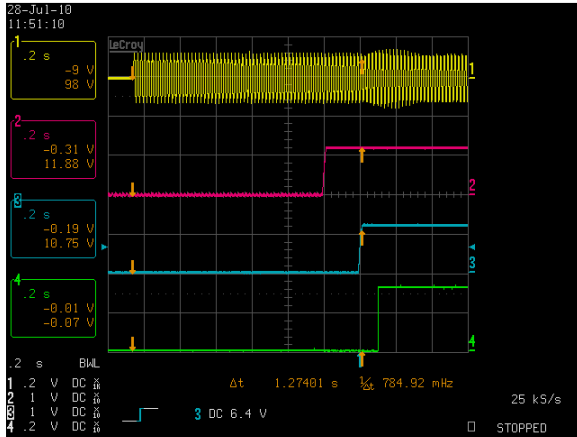 28-Jul-10
11:51:10
LeCroy
1
.2 s
-9 V
98 V
1
2
.2 s
-0.31 V
11.88 V
2
3
.2 s
-0.19 V
10.75 V
3
4
.2 s
-0.01 V
-0.07 V
4
.2 s BWL
1 .2 V DC
2 1 V DC
3 1 V DC
4 .2 V DC
Δt 1.27401 s 1/Δt 784.92 mHz
3 DC 6.4 V
25 kS/s
STOPPED